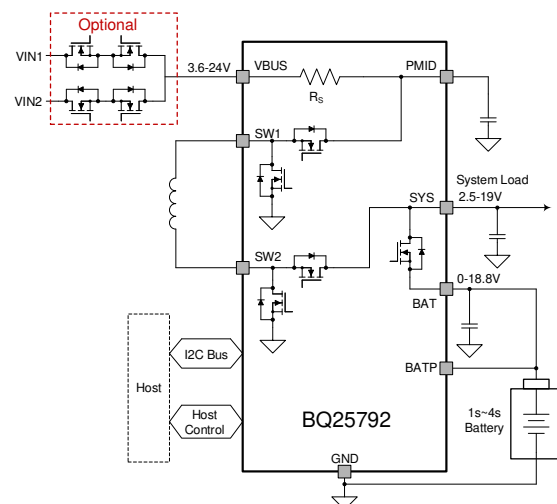 Optional
VIN1
VIN2
3.6-24V
VBUS
RS
PMID
SW1
SYS
System Load
2.5-19V
SW2
0-18.8V
BAT
I2C Bus
Host
Host
Control
BATP
BQ25792
1s~4s
Battery
GND